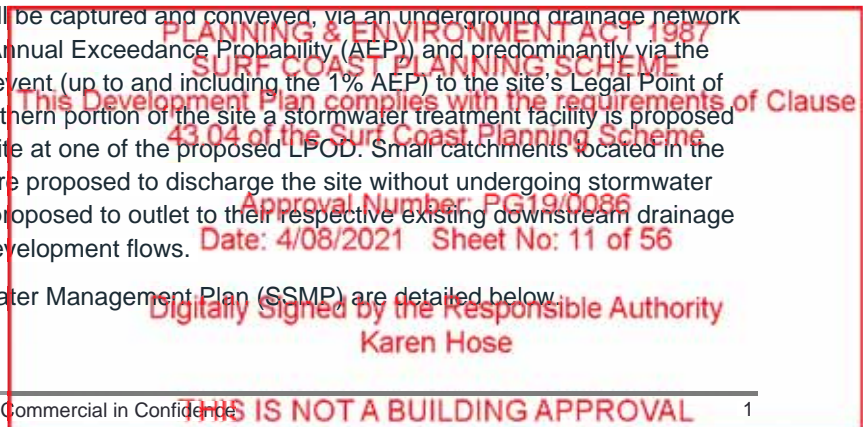 ll be captured and conveyed, via an underground drainage network
PLANNING & ENVIRONMENT ACT 1987
nnual Exceedance Probability (AEP)) and predominantly via the
SURF COAST PLANNING SCHEME
event (up to and including the 1% AEP) to the site's Legal Point of
This Development Plan complies with the requirements of Clause
thern portion of the site a stormwater treatment facility is proposed
43.04 of the Surf Coast Planning Scheme
ite at one of the proposed LPOD. Small catchments located in the
re proposed to discharge the site without undergoing stormwater
Approval Number: PG19/0086
proposed to outlet to their respective existing downstream drainage
velopment flows.
Date: 4/08/2021 Sheet No: 11 of 56
ater Management Plan (SSMP) are detailed below.
Digitally Signed by the Responsible Authority
Karen Hose
Commercial in Confidence
THIS IS NOT A BUILDING APPROVAL
1